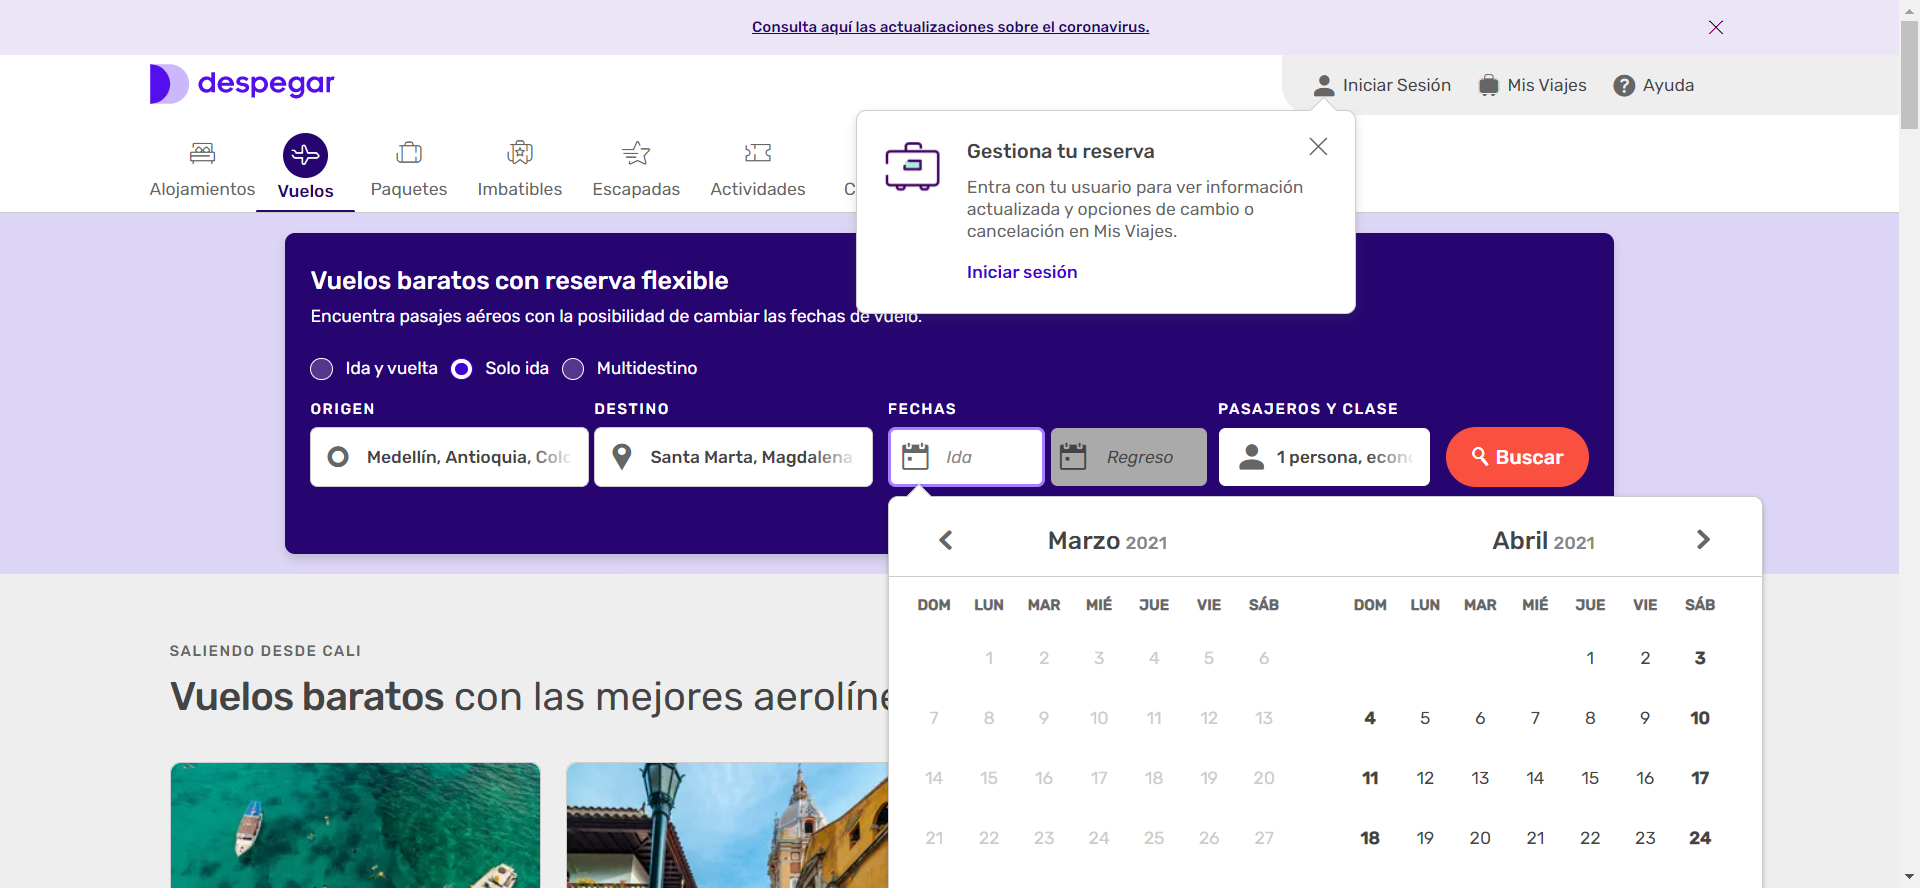 Consulta aquí las actualizaciones sobre el coronavirus.
despegar
Iniciar Sesión
Mis Viajes
Ayuda
Alojamientos
Vuelos
Paquetes
Imbatibles
Escapadas
Actividades
C
Gestiona tu reserva
Entra con tu usuario para ver información
actualizada y opciones de cambio o
cancelación en Mis Viajes.
Iniciar sesión
Vuelos baratos con reserva flexible
Encuentra pasajes aéreos con la posibilidad de cambiar las fechas de vuelo.
Ida y vuelta
Solo ida
Multidestino
ORIGEN
DESTINO
FECHAS
PASAJEROS Y CLASE
Medellín, Antioquia, Colo
Santa Marta, Magdalena
Ida
Regreso
1 persona, econ
Buscar
Marzo 2021
Abril 2021
DOM LUN MAR MIÉ JUE VIE SÁB
1 2 3 4 5 6
7 8 9 10 11 12 13
14 15 16 17 18 19 20
21 22 23 24 25 26 27
DOM LUN MAR MIÉ JUE VIE SÁB
1 2 3
4 5 6 7 8 9 10
11 12 13 14 15 16 17
18 19 20 21 22 23 24
SALIENDO DESDE CALI
Vuelos baratos con las mejores aerolíne